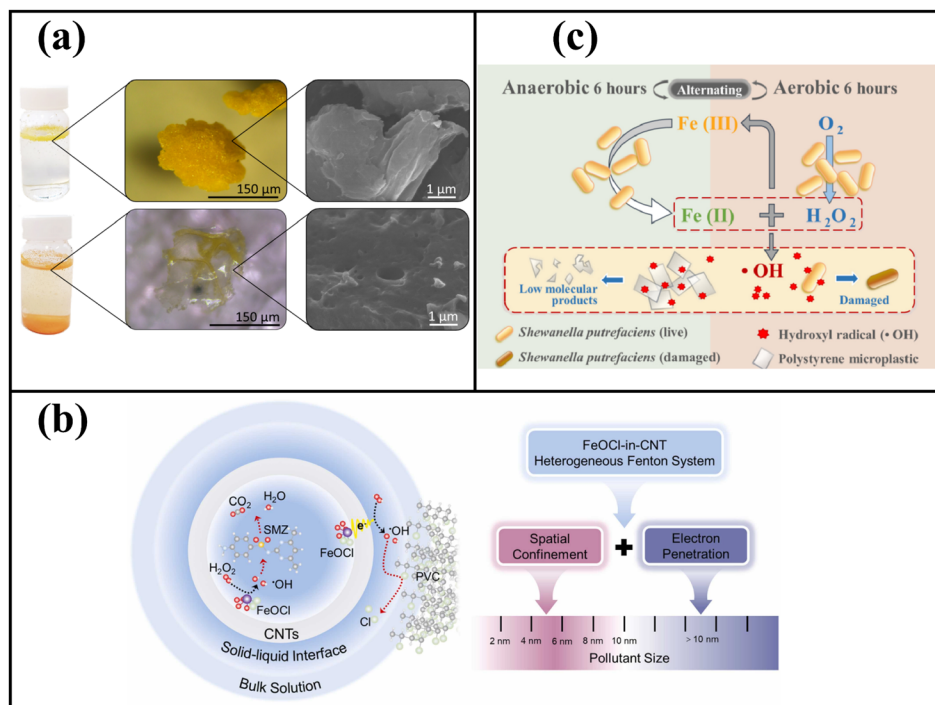 (a)
150 µm
1 µm
150 µm
1 µm
(c)
Anaerobic 6 hours
Alternating
Aerobic 6 hours
Fe (III)
O2
Fe (II)
+
H2O2
• OH
Low molecular
products
Damaged
Shewanella putrefaciens (live)
Hydroxyl radical (• OH)
Shewanella putrefaciens (damaged)
Polystyrene microplastic
(b)
CO2
H2O
SMZ
H2O2
•OH
FeOCl
CNTs
Solid-liquid Interface
Bulk Solution
FeOCl
e-
•OH
PVC
Cl
FeOCl-in-CNT
Heterogeneous Fenton System
Spatial
Confinement
+
Electron
Penetration
2 nm 4 nm 6 nm 8 nm 10 nm > 10 nm
Pollutant Size